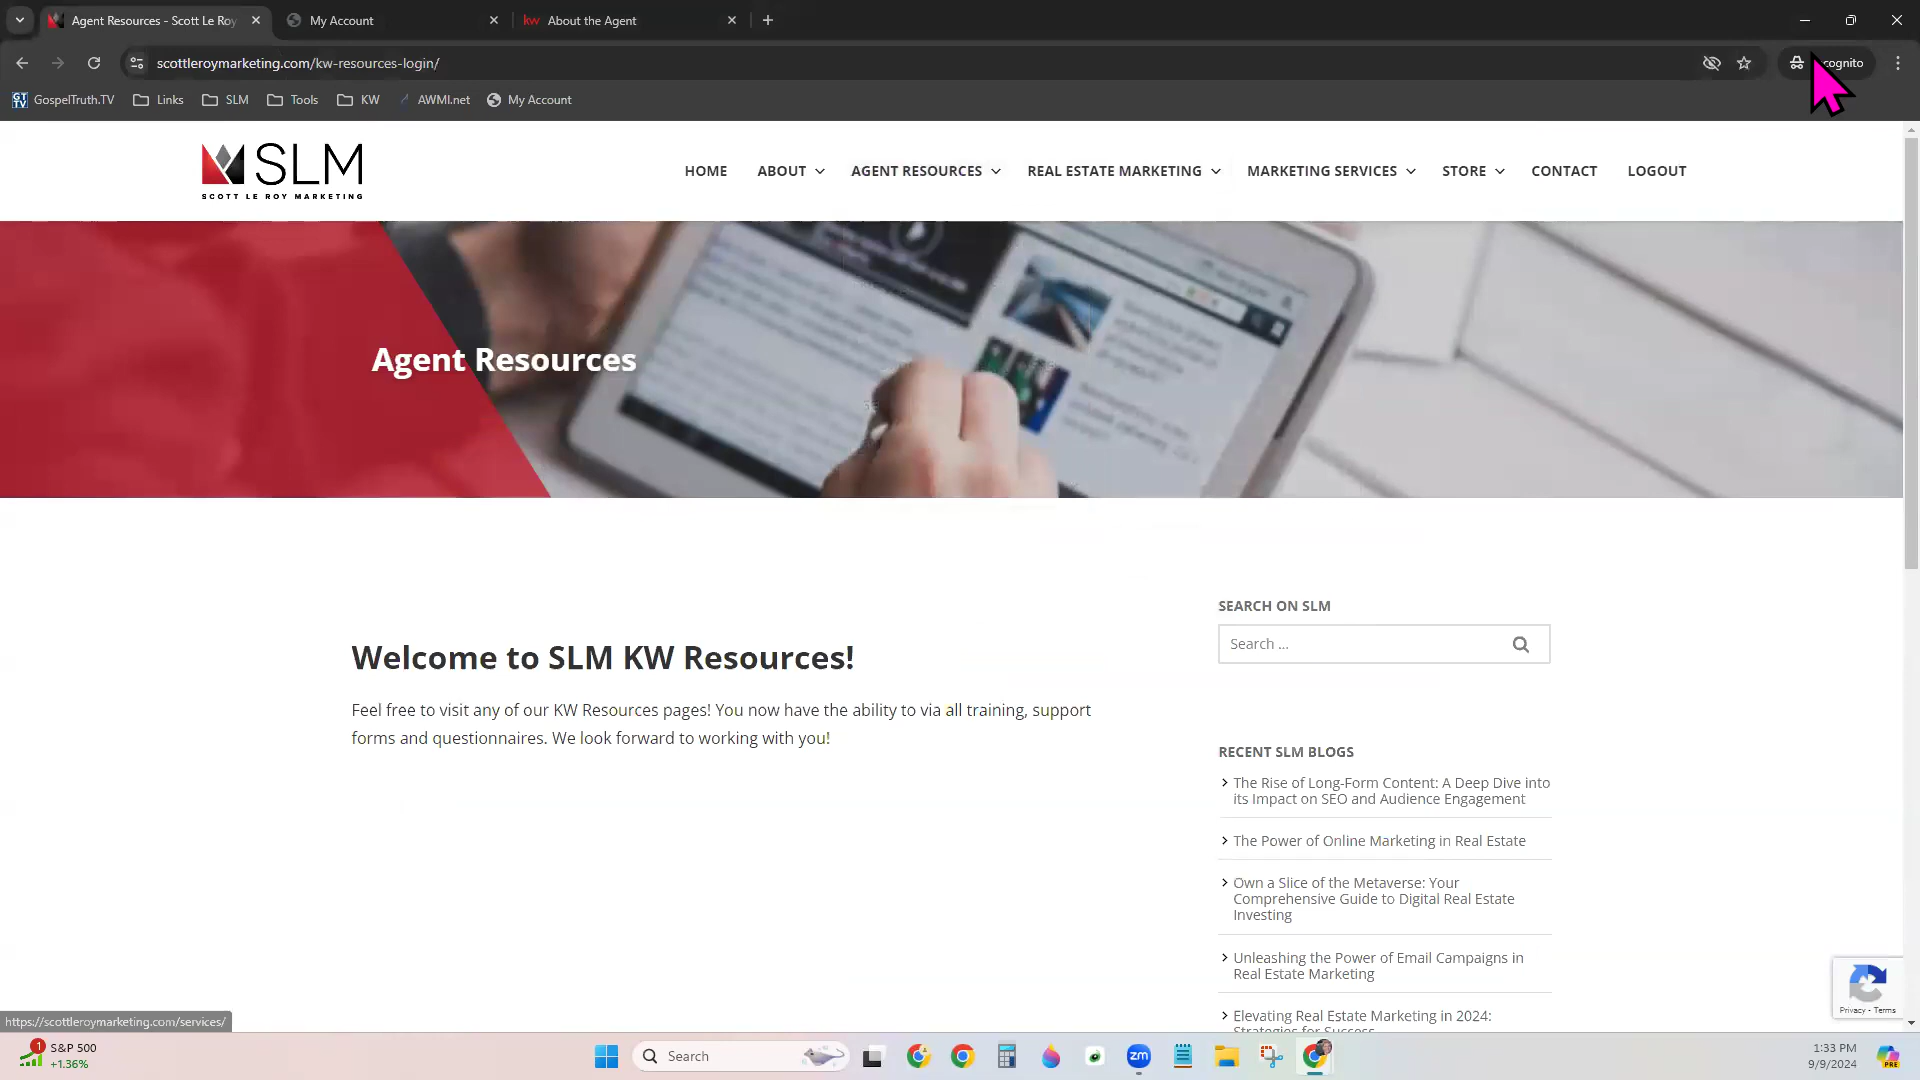 Agent Resources - Scott Le Roy
My Account
kw About the Agent
scottleroymarketing.com/kw-resources-login/
cognito
GospelTruth.TV
Links
SLM
Tools
KW
AWMI.net
My Account
SLM
SCOTT LE ROY MARKETING
HOME
ABOUT
AGENT RESOURCES
REAL ESTATE MARKETING
MARKETING SERVICES
STORE
CONTACT
LOGOUT
Agent Resources
Welcome to SLM KW Resources!
Feel free to visit any of our KW Resources pages! You now have the ability to via all training, support
forms and questionnaires. We look forward to working with you!
SEARCH ON SLM
Search ...
RECENT SLM BLOGS
The Rise of Long-Form Content: A Deep Dive into
its Impact on SEO and Audience Engagement
The Power of Online Marketing in Real Estate
Own a Slice of the Metaverse: Your
Comprehensive Guide to Digital Real Estate
Investing
Unleashing the Power of Email Campaigns in
Real Estate Marketing
Elevating Real Estate Marketing in 2024:
Strategies for Success
Privacy - Terms
https://scottleroymarketing.com/services/
1
S&P 500
+1.36%
Search
zm
1:33 PM
9/9/2024
PRE